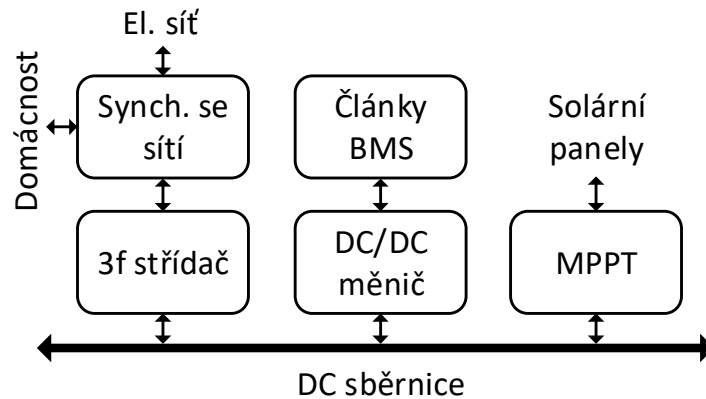 El. síť
Domácnost
Synch. se
sítí
Články
BMS
Solární
panely
3f střídač
DC/DC
měnič
MPPT
DC sběrnice